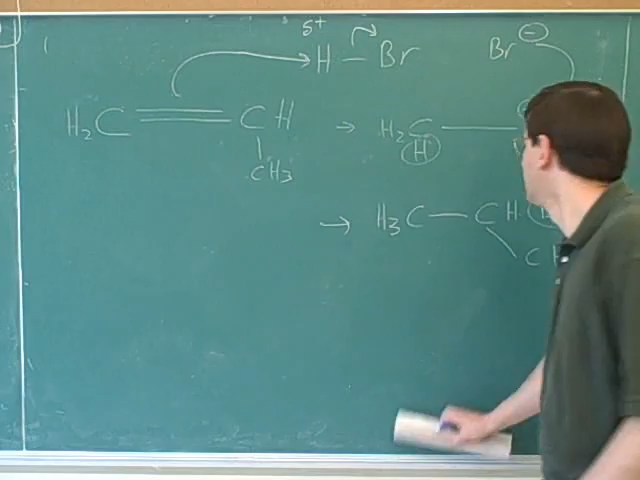 δ+
H — Br
Br ⊖
H₂C = CH → H₂C —
H
CH₃
→ H₃C — CH
C